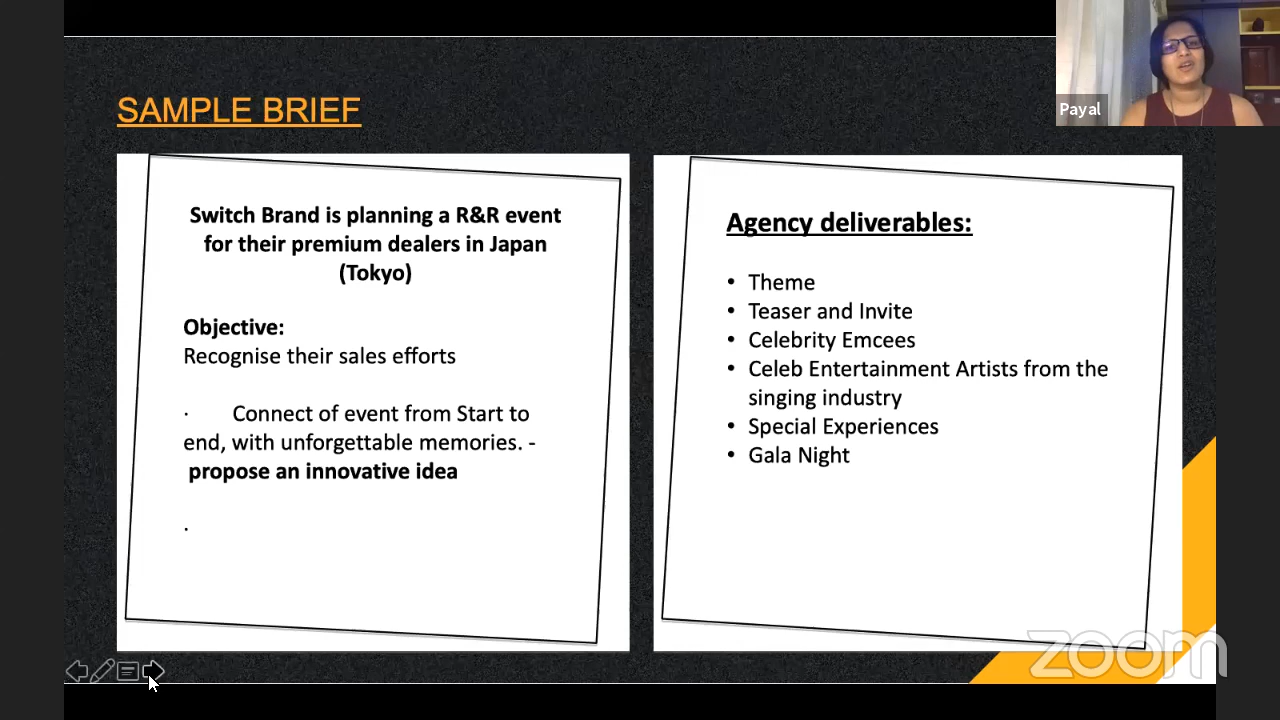 SAMPLE BRIEF
Payal
Switch Brand is planning a R&R event
for their premium dealers in Japan
(Tokyo)
Objective:
Recognise their sales efforts
· Connect of event from Start to
end, with unforgettable memories. -
propose an innovative idea
·
Agency deliverables:
• Theme
• Teaser and Invite
• Celebrity Emcees
• Celeb Entertainment Artists from the
singing industry
• Special Experiences
• Gala Night
zoom